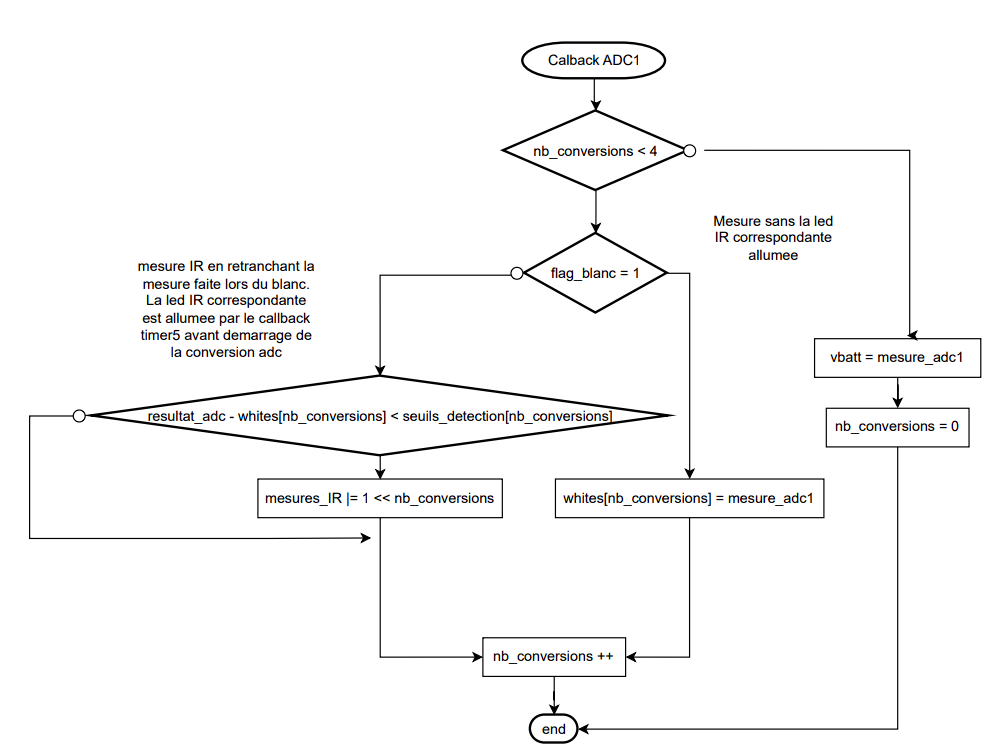 Calback ADC1
nb_conversions < 4
Mesure sans la led
IR correspondante
allumee
flag_blanc = 1
mesure IR en retranchant la
mesure faite lors du blanc.
La led IR correspondante
est allumee par le callback
timer5 avant demarrage de
la conversion adc
vbatt = mesure_adc1
resultat_adc - whites[nb_conversions] < seuils_detection[nb_conversions]
nb_conversions = 0
mesures_IR |= 1 << nb_conversions
whites[nb_conversions] = mesure_adc1
nb_conversions ++
end